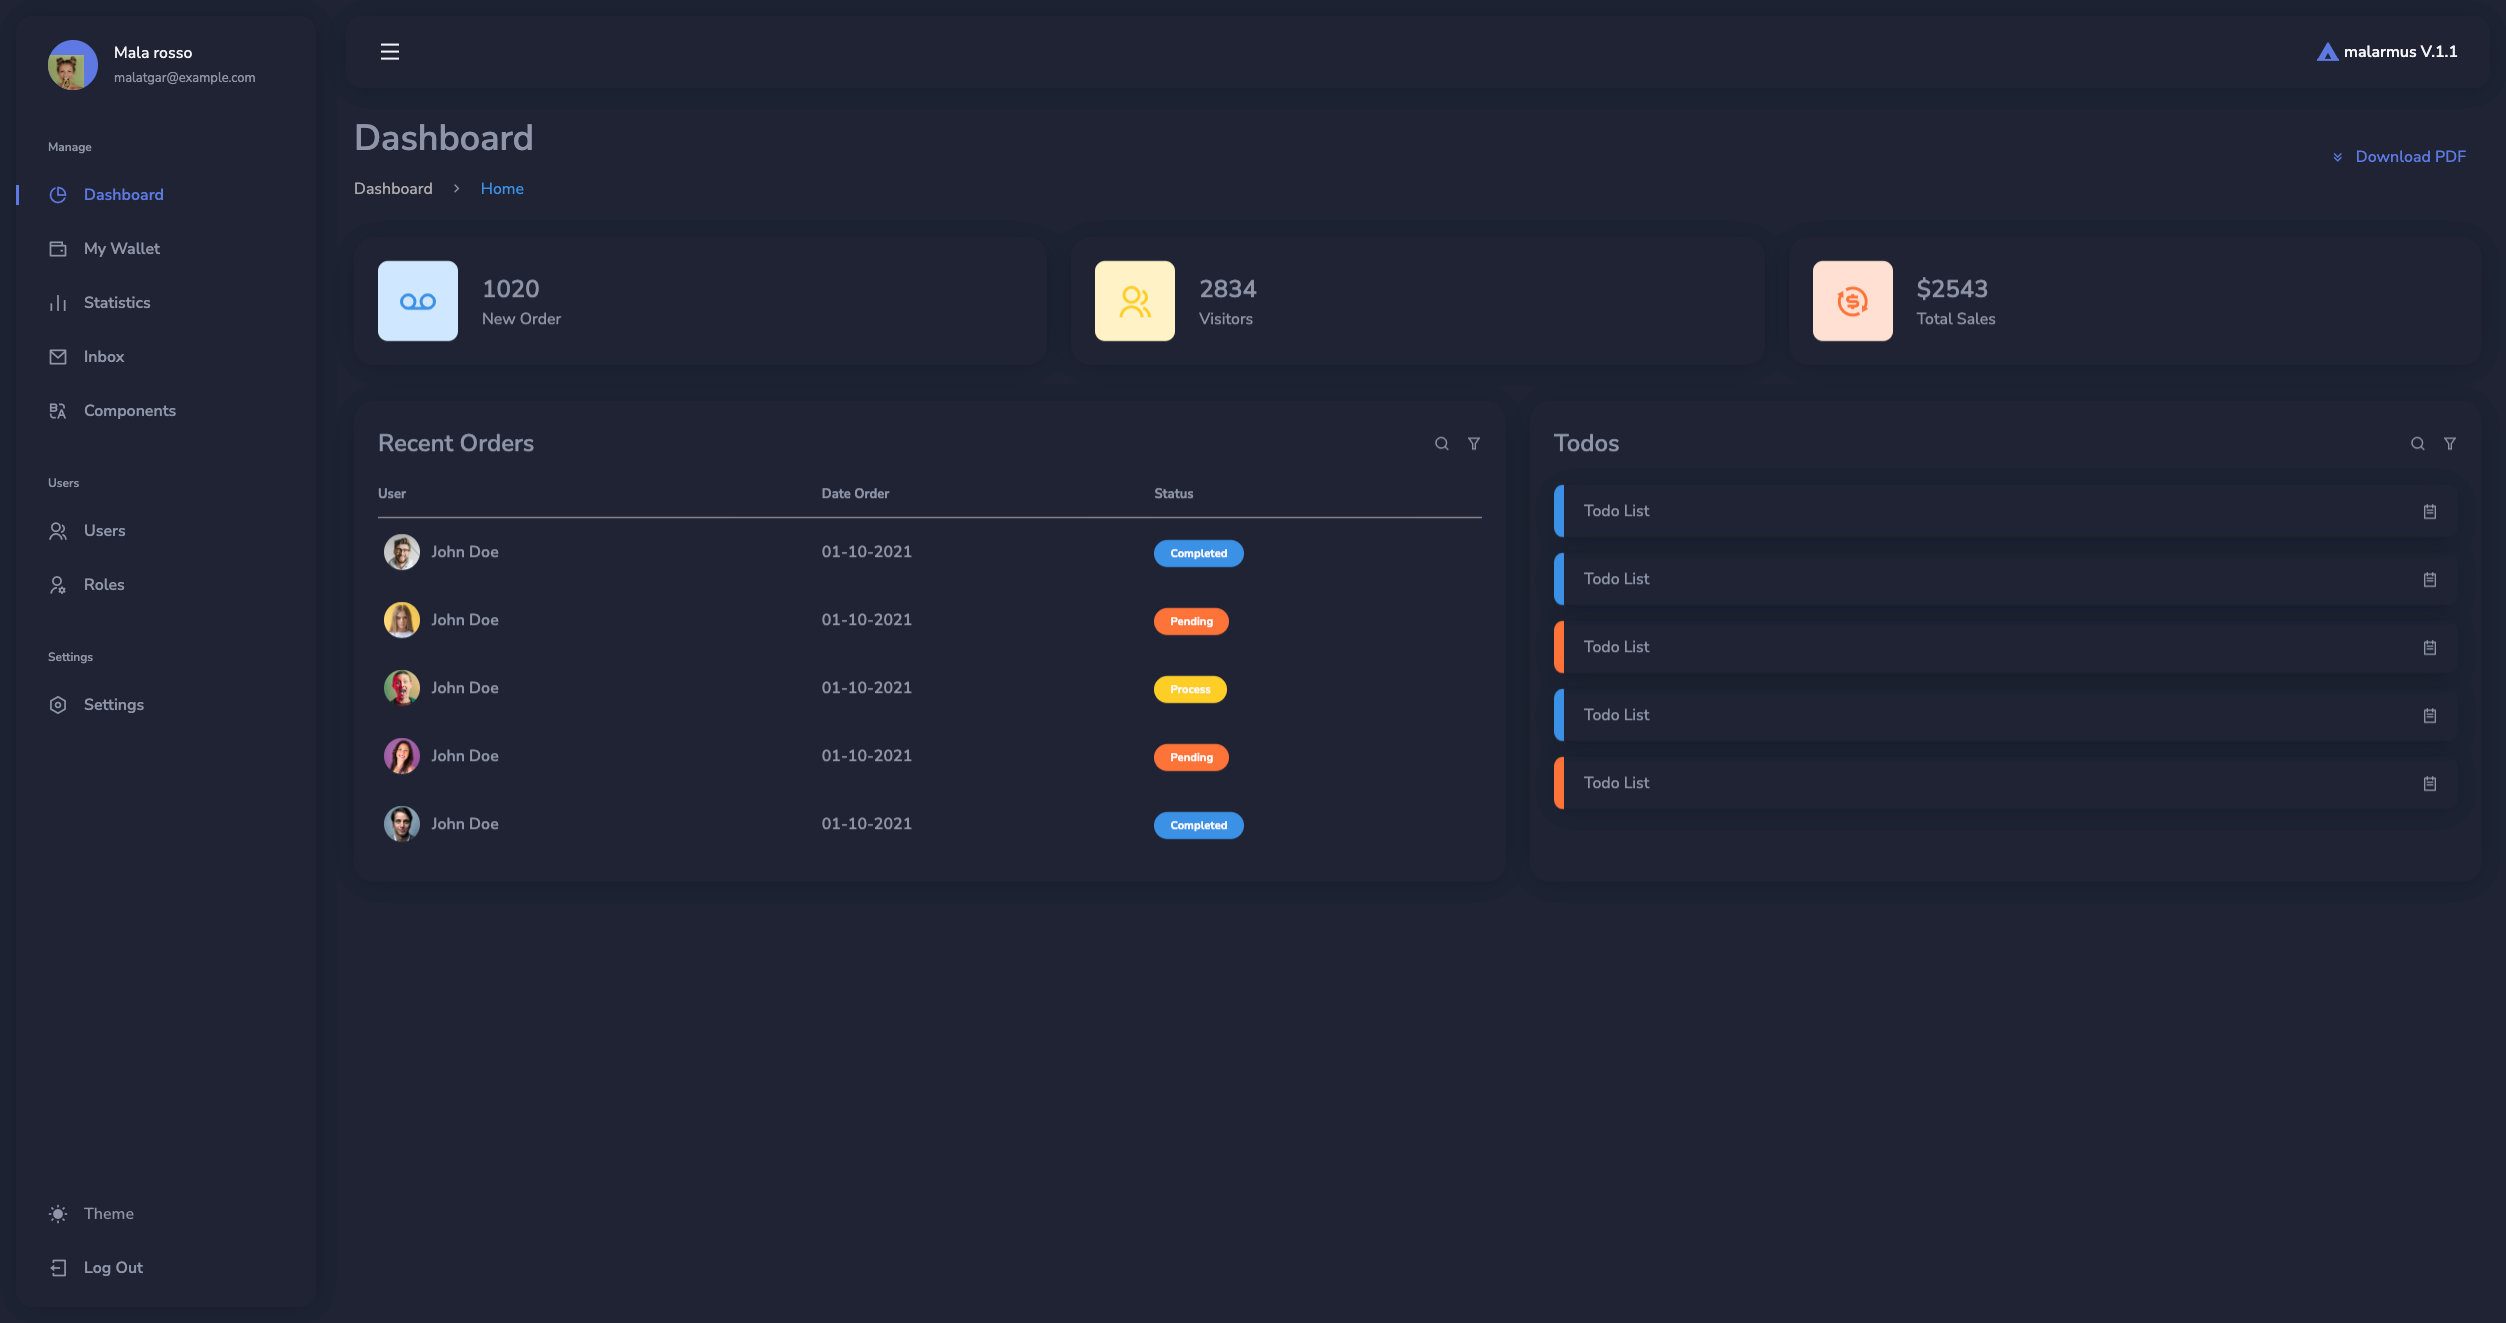 Mala rosso
malatgar@example.com
Manage
Dashboard
My Wallet
Statistics
Inbox
Components
Users
Users
Roles
Settings
Settings
Theme
Log Out
malarmus V.1.1
Dashboard
Dashboard > Home
Download PDF
1020
New Order
2834
Visitors
$2543
Total Sales
Recent Orders
User Date Order Status
John Doe 01-10-2021 Completed
John Doe 01-10-2021 Pending
John Doe 01-10-2021 Process
John Doe 01-10-2021 Pending
John Doe 01-10-2021 Completed
Todos
Todo List
Todo List
Todo List
Todo List
Todo List